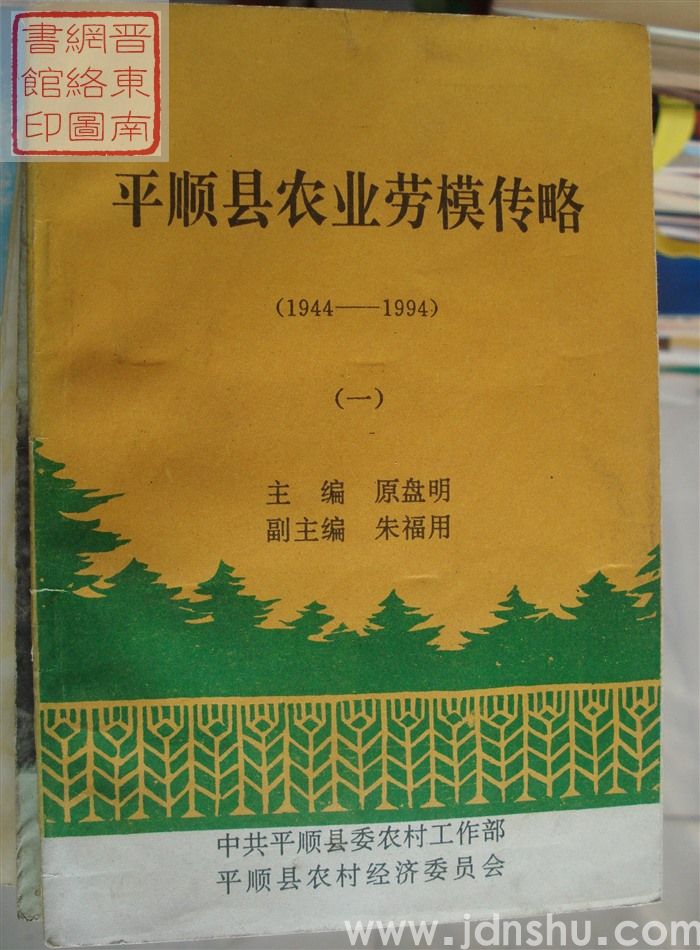 晋東南
網絡圖
書館印
平顺县农业劳模传略
(1944——1994)
(一)
主 编 原盘明
副主编 朱福用
中共平顺县委农村工作部
平顺县农村经济委员会
www.jdnshu.com